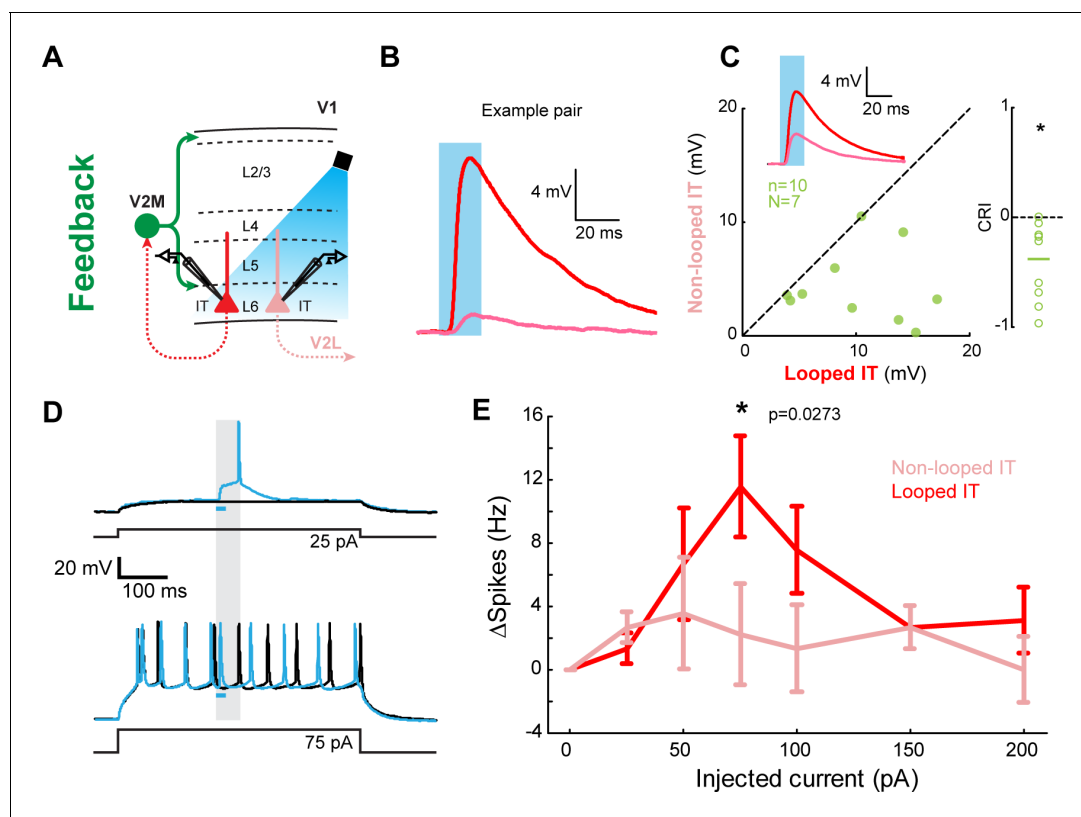 A
V1
Feedback
V2M
L2/3
L4
L5
IT
L6
IT
V2L
B
Example pair
4 mV
20 ms
C
4 mV
20 ms
20
10
0
Non-looped IT (mV)
n=10
N=7
0
10
20
Looped IT (mV)
CRI
1
0
-1
*
D
25 pA
20 mV
100 ms
75 pA
E
* p=0.0273
Non-looped IT
Looped IT
ΔSpikes (Hz)
16
12
8
4
0
-4
0
50
100
150
200
Injected current (pA)